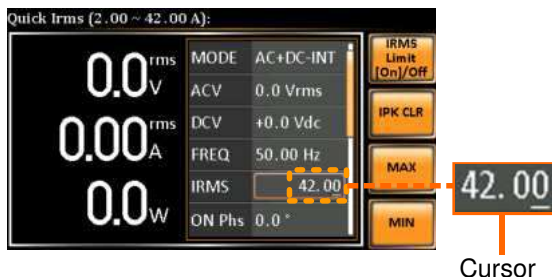 Quick Irms (2.00 ~ 42.00 A):
0.0 rms V
0.00 rms A
0.0 W
MODE AC+DC-INT
ACV 0.0 Vrms
DCV +0.0 Vdc
FREQ 50.00 Hz
IRMS 42.00
ON Phs 0.0 °
IRMS
Limit
[On]/Off
IPK CLR
MAX
MIN
42.00
Cursor